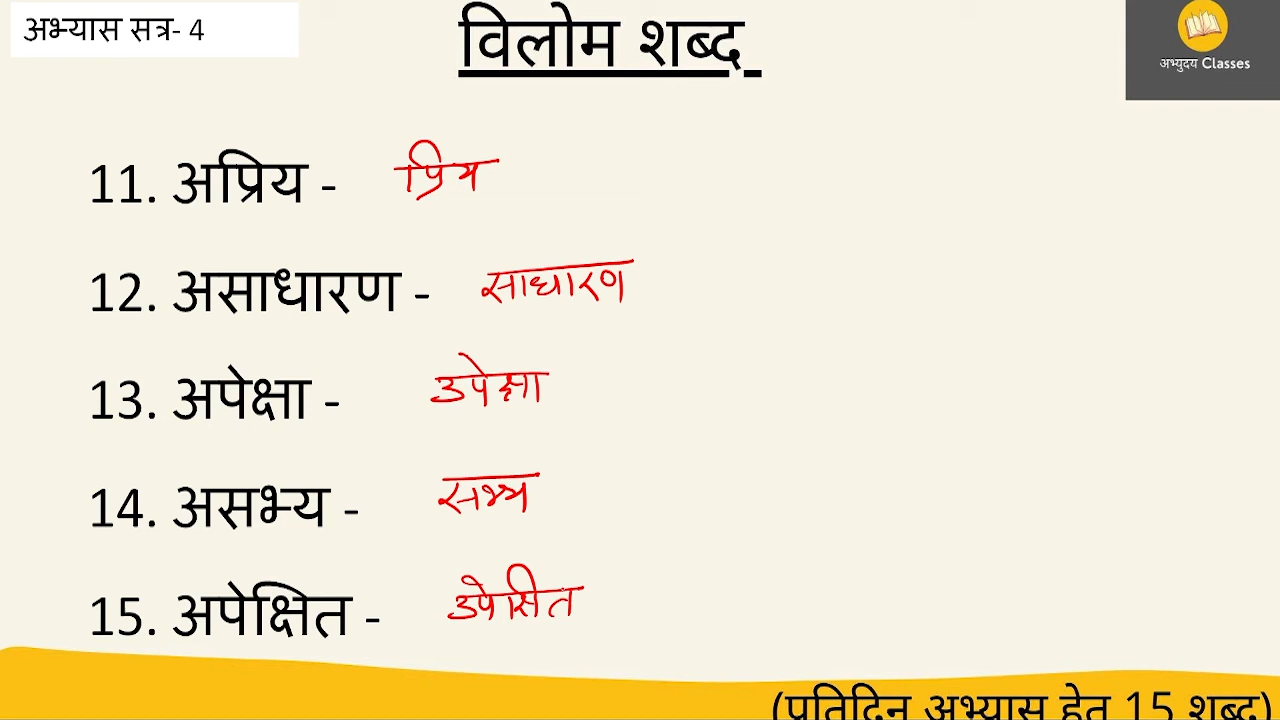 अभ्यास सत्र- 4
विलोम शब्द
अभ्युदय Classes
11. अप्रिय - प्रिय
12. असाधारण - साधारण
13. अपेक्षा - उपेक्षा
14. असभ्य - सभ्य
15. अपेक्षित - उपेक्षित
(प्रतिदिन अभ्यास हेतु 15 शब्द)